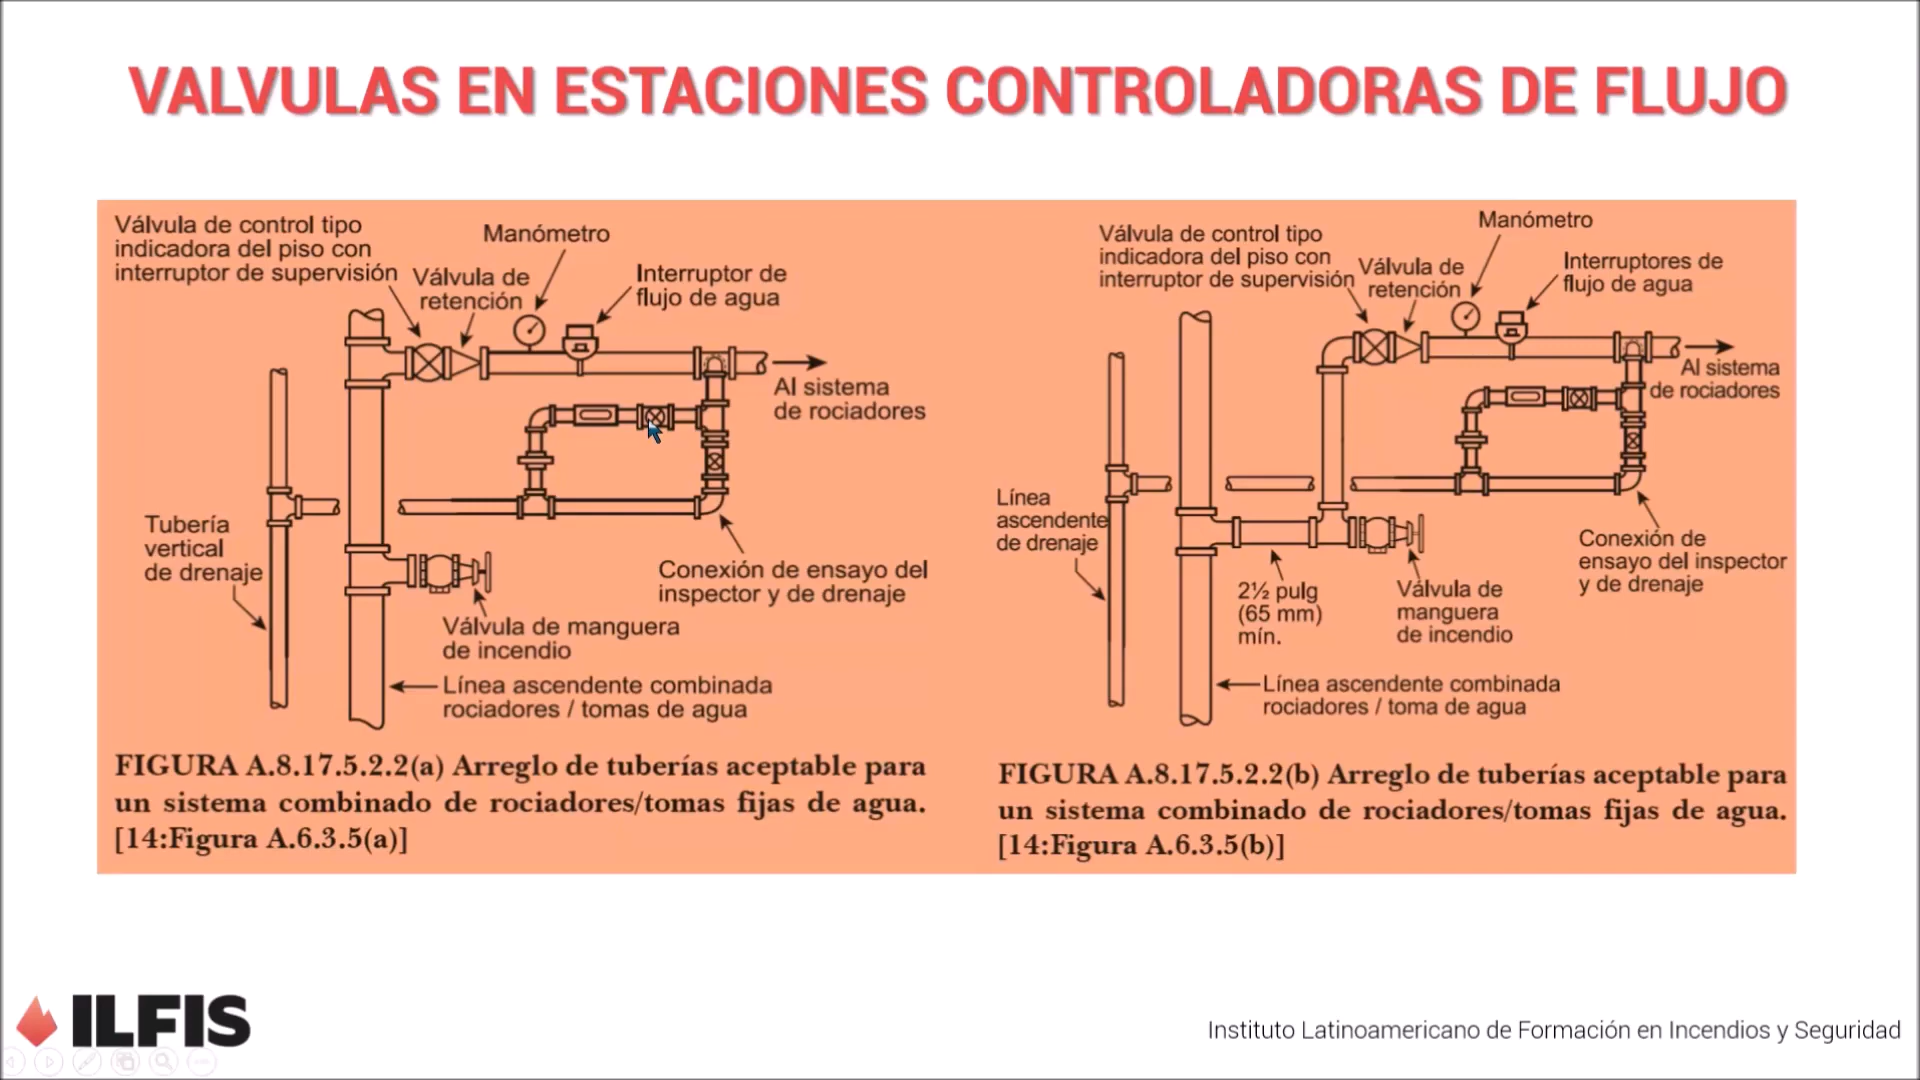 VALVULAS EN ESTACIONES CONTROLADORAS DE FLUJO
Válvula de control tipo
indicadora del piso con
interruptor de supervisión
Válvula de
retención
Manómetro
Interruptor de
flujo de agua
Al sistema
de rociadores
Tubería
vertical
de drenaje
Conexión de ensayo del
inspector y de drenaje
Válvula de manguera
de incendio
Línea ascendente combinada
rociadores / tomas de agua
FIGURA A.8.17.5.2.2(a) Arreglo de tuberías aceptable para
un sistema combinado de rociadores/tomas fijas de agua.
[14:Figura A.6.3.5(a)]
Válvula de control tipo
indicadora del piso con
interruptor de supervisión
Válvula de
retención
Manómetro
Interruptores de
flujo de agua
Al sistema
de rociadores
Línea
ascendente
de drenaje
2½ pulg
(65 mm)
mín.
Válvula de
manguera
de incendio
Conexión de
ensayo del inspector
y de drenaje
Línea ascendente combinada
rociadores / toma de agua
FIGURA A.8.17.5.2.2(b) Arreglo de tuberías aceptable para
un sistema combinado de rociadores/tomas fijas de agua.
[14:Figura A.6.3.5(b)]
ILFIS
Instituto Latinoamericano de Formación en Incendios y Seguridad